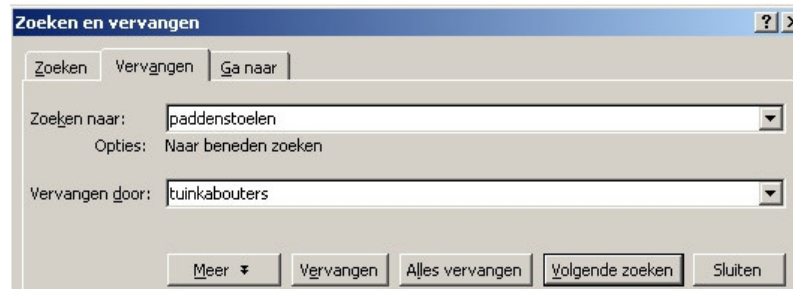 Zoeken en vervangen
Zoeken Vervangen Ga naar
Zoeken naar: paddenstoelen
Opties: Naar beneden zoeken
Vervangen door: tuinkabouters
Meer Vervangen Alles vervangen Volgende zoeken Sluiten